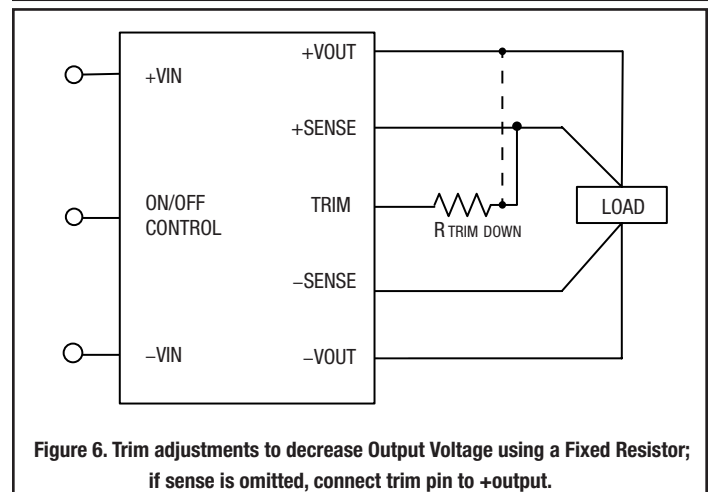 +VOUT
+VIN
+SENSE
ON/OFF
CONTROL
TRIM
R TRIM DOWN
LOAD
−SENSE
−VIN
−VOUT
Figure 6. Trim adjustments to decrease Output Voltage using a Fixed Resistor;
if sense is omitted, connect trim pin to +output.